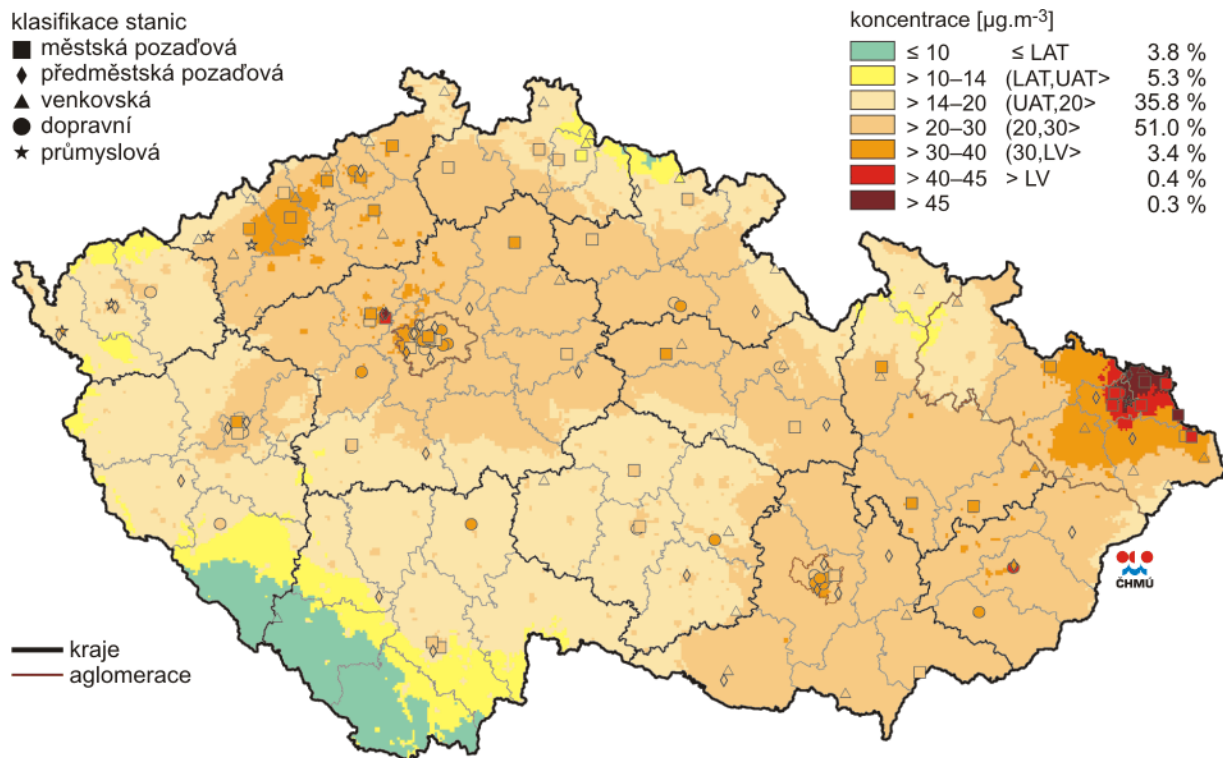 klasifikace stanic
městská pozaďová
předměstská pozaďová
venkovská
dopravní
průmyslová
koncentrace [µg.m-3]
≤ 10 ≤ LAT 3.8 %
> 10–14 (LAT,UAT> 5.3 %
> 14–20 (UAT,20> 35.8 %
> 20–30 (20,30> 51.0 %
> 30–40 (30,LV> 3.4 %
> 40–45 > LV 0.4 %
> 45 0.3 %
ČHMÚ
kraje
aglomerace